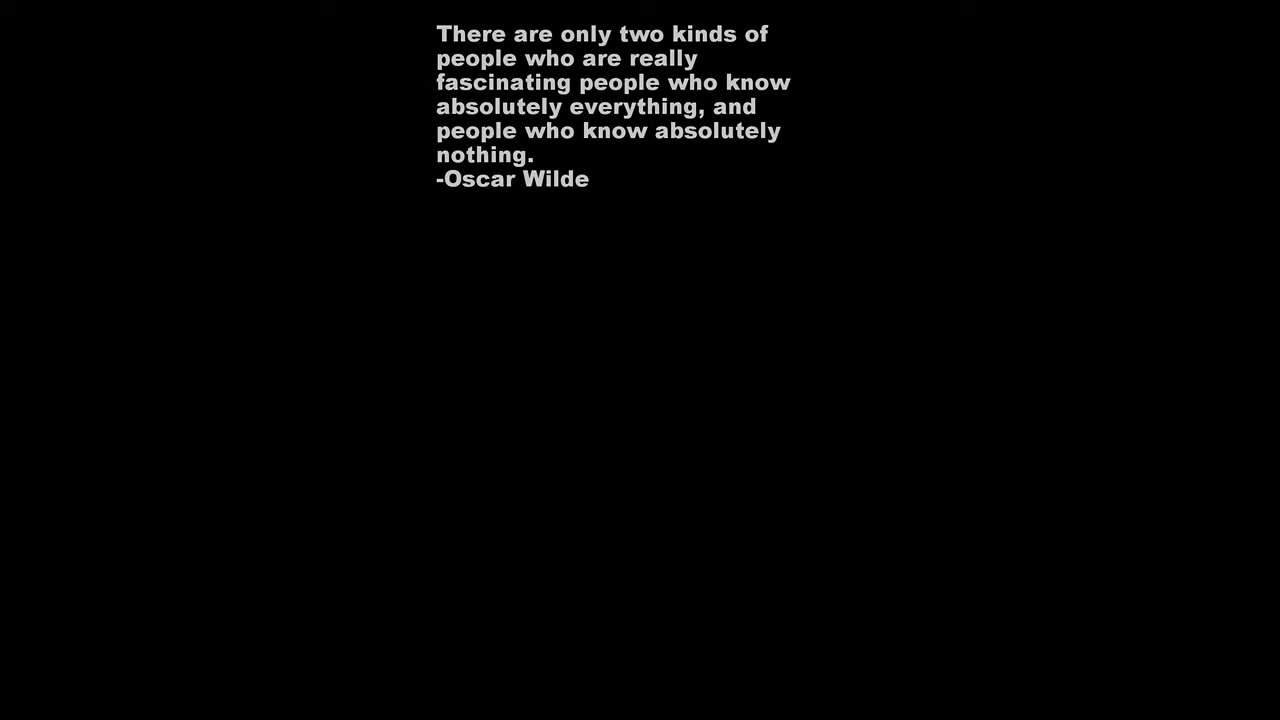 There are only two kinds of
people who are really
fascinating people who know
absolutely everything, and
people who know absolutely
nothing.
-Oscar Wilde